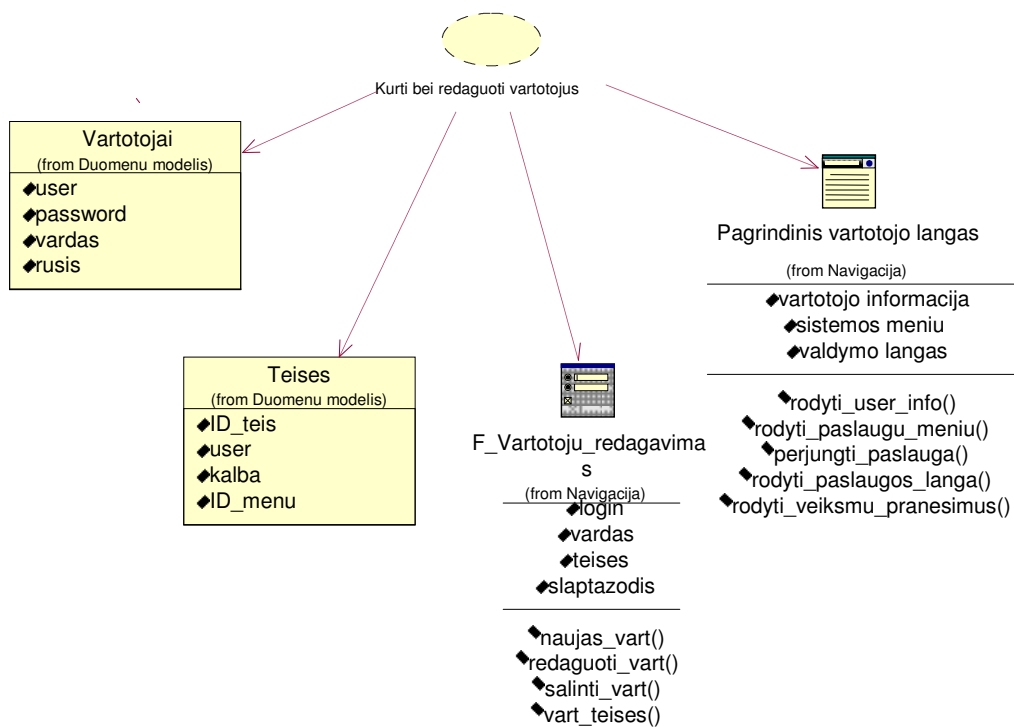 Kurti bei redaguoti vartotojus
Vartotojai
(from Duomenu modelis)
user
password
vardas
rusis
Teises
(from Duomenu modelis)
ID_teis
user
kalba
ID_menu
F_Vartotoju_redagavima
s
(from Navigacija)
login
vardas
teises
slaptazodis
naujas_vart()
redaguoti_vart()
salinti_vart()
vart_teises()
Pagrindinis vartotojo langas
(from Navigacija)
vartotojo informacija
sistemos meniu
valdymo langas
rodyti_user_info()
rodyti_paslaugu_meniu()
perjungti_paslauga()
rodyti_paslaugos_langa()
rodyti_veiksmu_pranesimus()